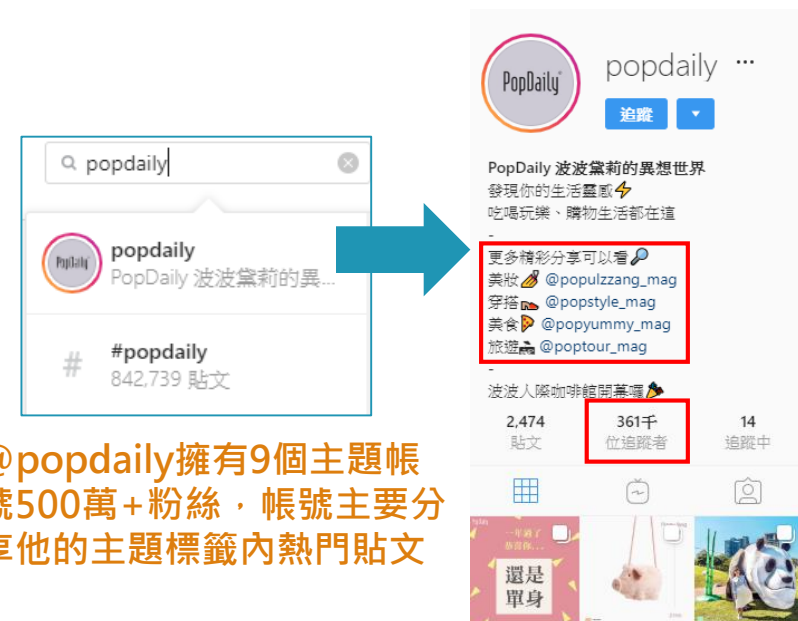 popdaily
popdaily
PopDaily 波波黛莉的異...
# #popdaily
842,739 貼文
@popdaily擁有9個主題帳
號500萬+粉絲，帳號主要分
享他的主題標籤內熱門貼文
PopDaily
popdaily ...
追蹤
PopDaily 波波黛莉的異想世界
發現你的生活靈感⚡
吃喝玩樂、購物生活都在這
-
更多精彩分享可以看🔎
美妝💅 @populzzang_mag
穿搭👠 @popstyle_mag
美食🍕 @popyummy_mag
旅遊🏍 @poptour_mag
-
波波人際咖啡館開幕囉🎉
2,474 361千 14
貼文 位追蹤者 追蹤中
一年過了
恭喜你...
還是
單身